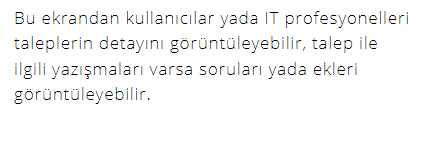 Bu ekrandan kullanıcılar yada IT profesyonelleri
taleplerin detayını görüntüleyebilir, talep ile
ilgili yazışmaları varsa soruları yada ekleri
görüntüleyebilir.